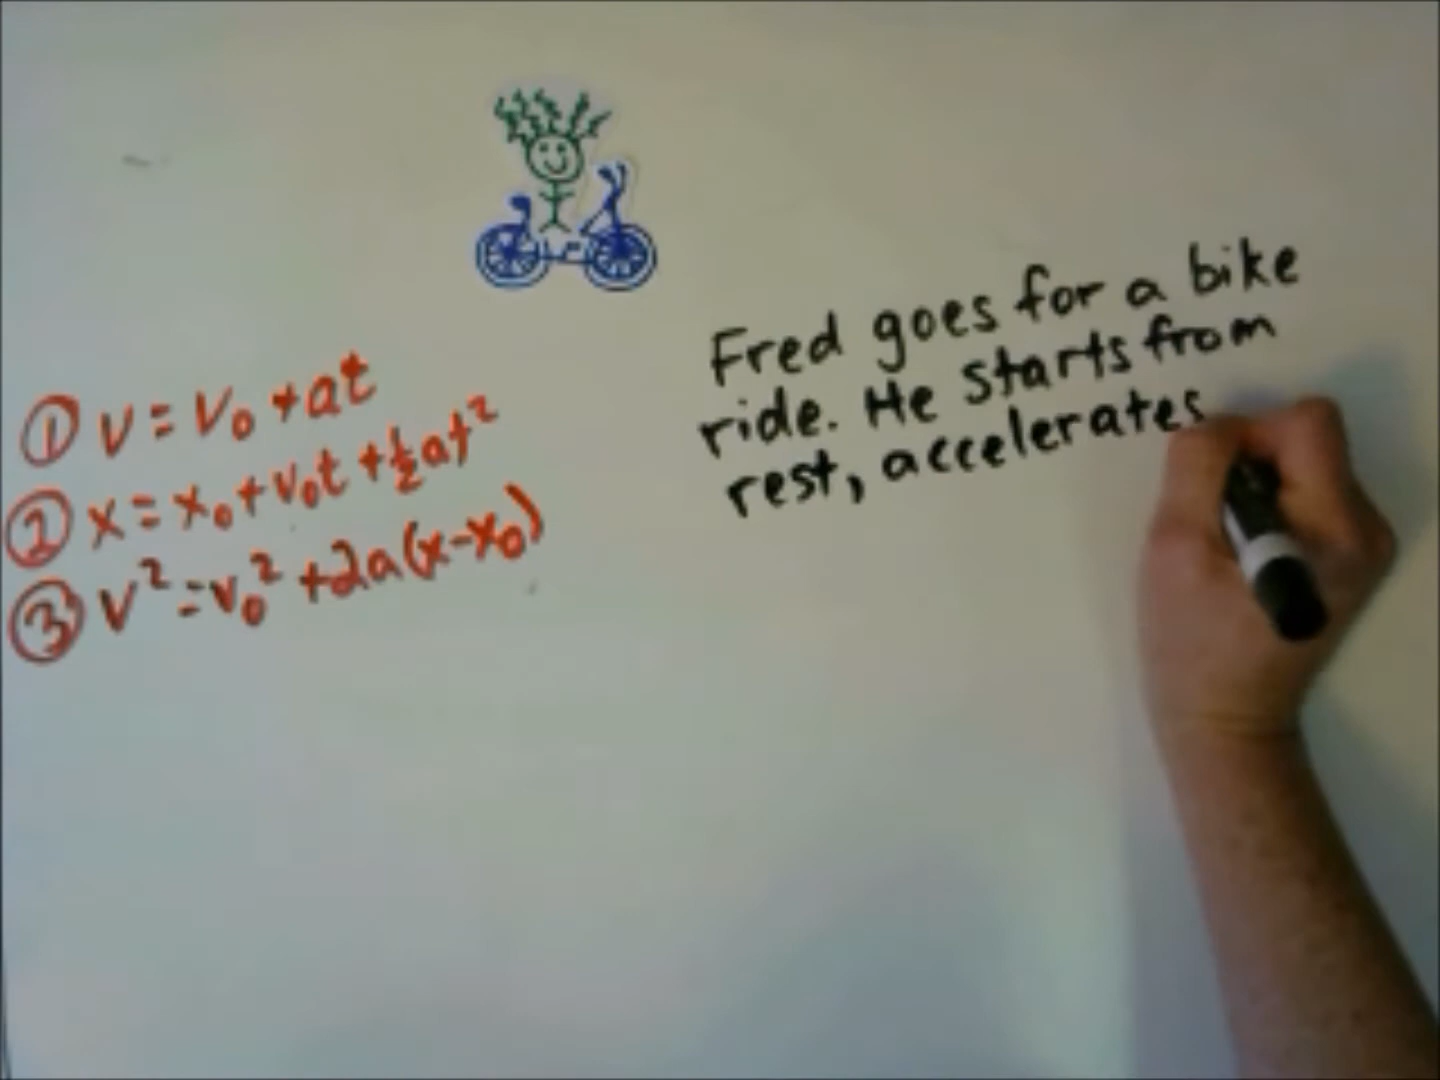 ① v = v₀ + at
② x = x₀ + v₀t + ½at²
③ v² = v₀² + 2a(x-x₀)
Fred goes for a bike
ride. He starts from
rest, accelerates